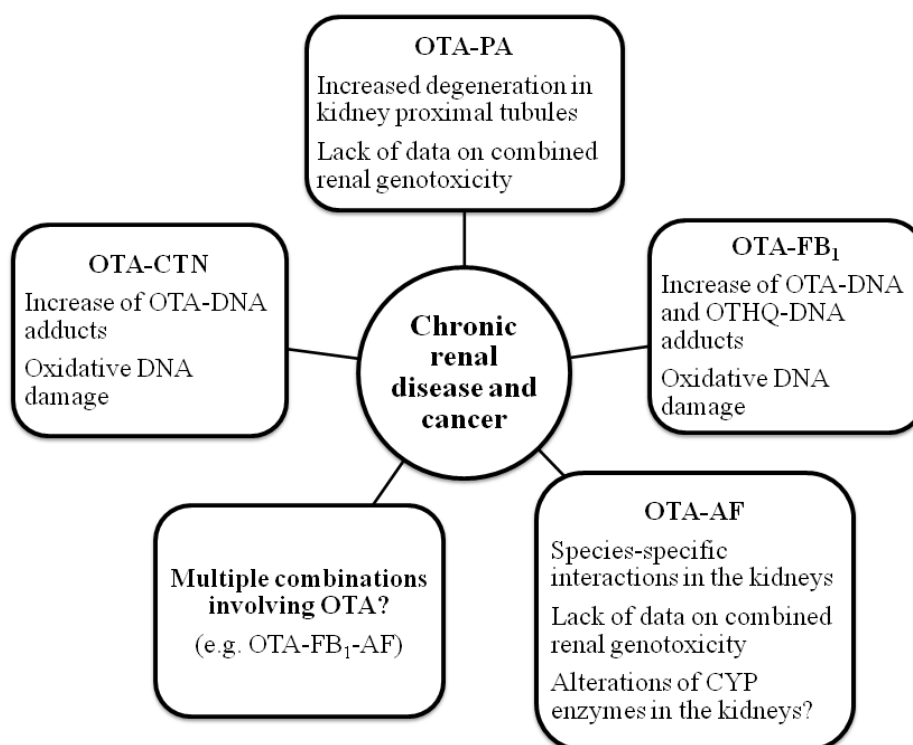 OTA-PA
Increased degeneration in
kidney proximal tubules
Lack of data on combined
renal genotoxicity
OTA-CTN
Increase of OTA-DNA
adducts
Oxidative DNA
damage
Chronic
renal
disease and
cancer
OTA-FB₁
Increase of OTA-DNA
and OTHQ-DNA
adducts
Oxidative DNA
damage
Multiple combinations
involving OTA?
(e.g. OTA-FB₁-AF)
OTA-AF
Species-specific
interactions in the kidneys
Lack of data on combined
renal genotoxicity
Alterations of CYP
enzymes in the kidneys?